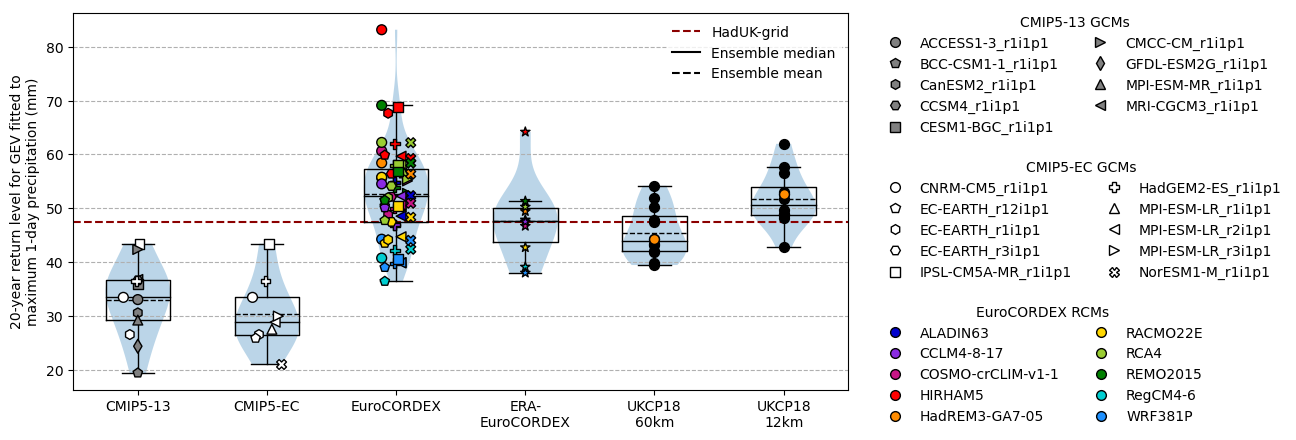 20-year return level for GEV fitted to
maximum 1-day precipitation (mm)
80
70
60
50
40
30
20
HadUK-grid
Ensemble median
Ensemble mean
CMIP5-13
CMIP5-EC
EuroCORDEX
ERA-
EuroCORDEX
UKCP18
60km
UKCP18
12km
CMIP5-13 GCMs
ACCESS1-3_r1i1p1
BCC-CSM1-1_r1i1p1
CanESM2_r1i1p1
CCSM4_r1i1p1
CESM1-BGC_r1i1p1
CMCC-CM_r1i1p1
GFDL-ESM2G_r1i1p1
MPI-ESM-MR_r1i1p1
MRI-CGCM3_r1i1p1
CMIP5-EC GCMs
CNRM-CM5_r1i1p1
EC-EARTH_r12i1p1
EC-EARTH_r1i1p1
EC-EARTH_r3i1p1
IPSL-CM5A-MR_r1i1p1
HadGEM2-ES_r1i1p1
MPI-ESM-LR_r1i1p1
MPI-ESM-LR_r2i1p1
MPI-ESM-LR_r3i1p1
NorESM1-M_r1i1p1
EuroCORDEX RCMs
ALADIN63
CCLM4-8-17
COSMO-crCLIM-v1-1
HIRHAM5
HadREM3-GA7-05
RACMO22E
RCA4
REMO2015
RegCM4-6
WRF381P